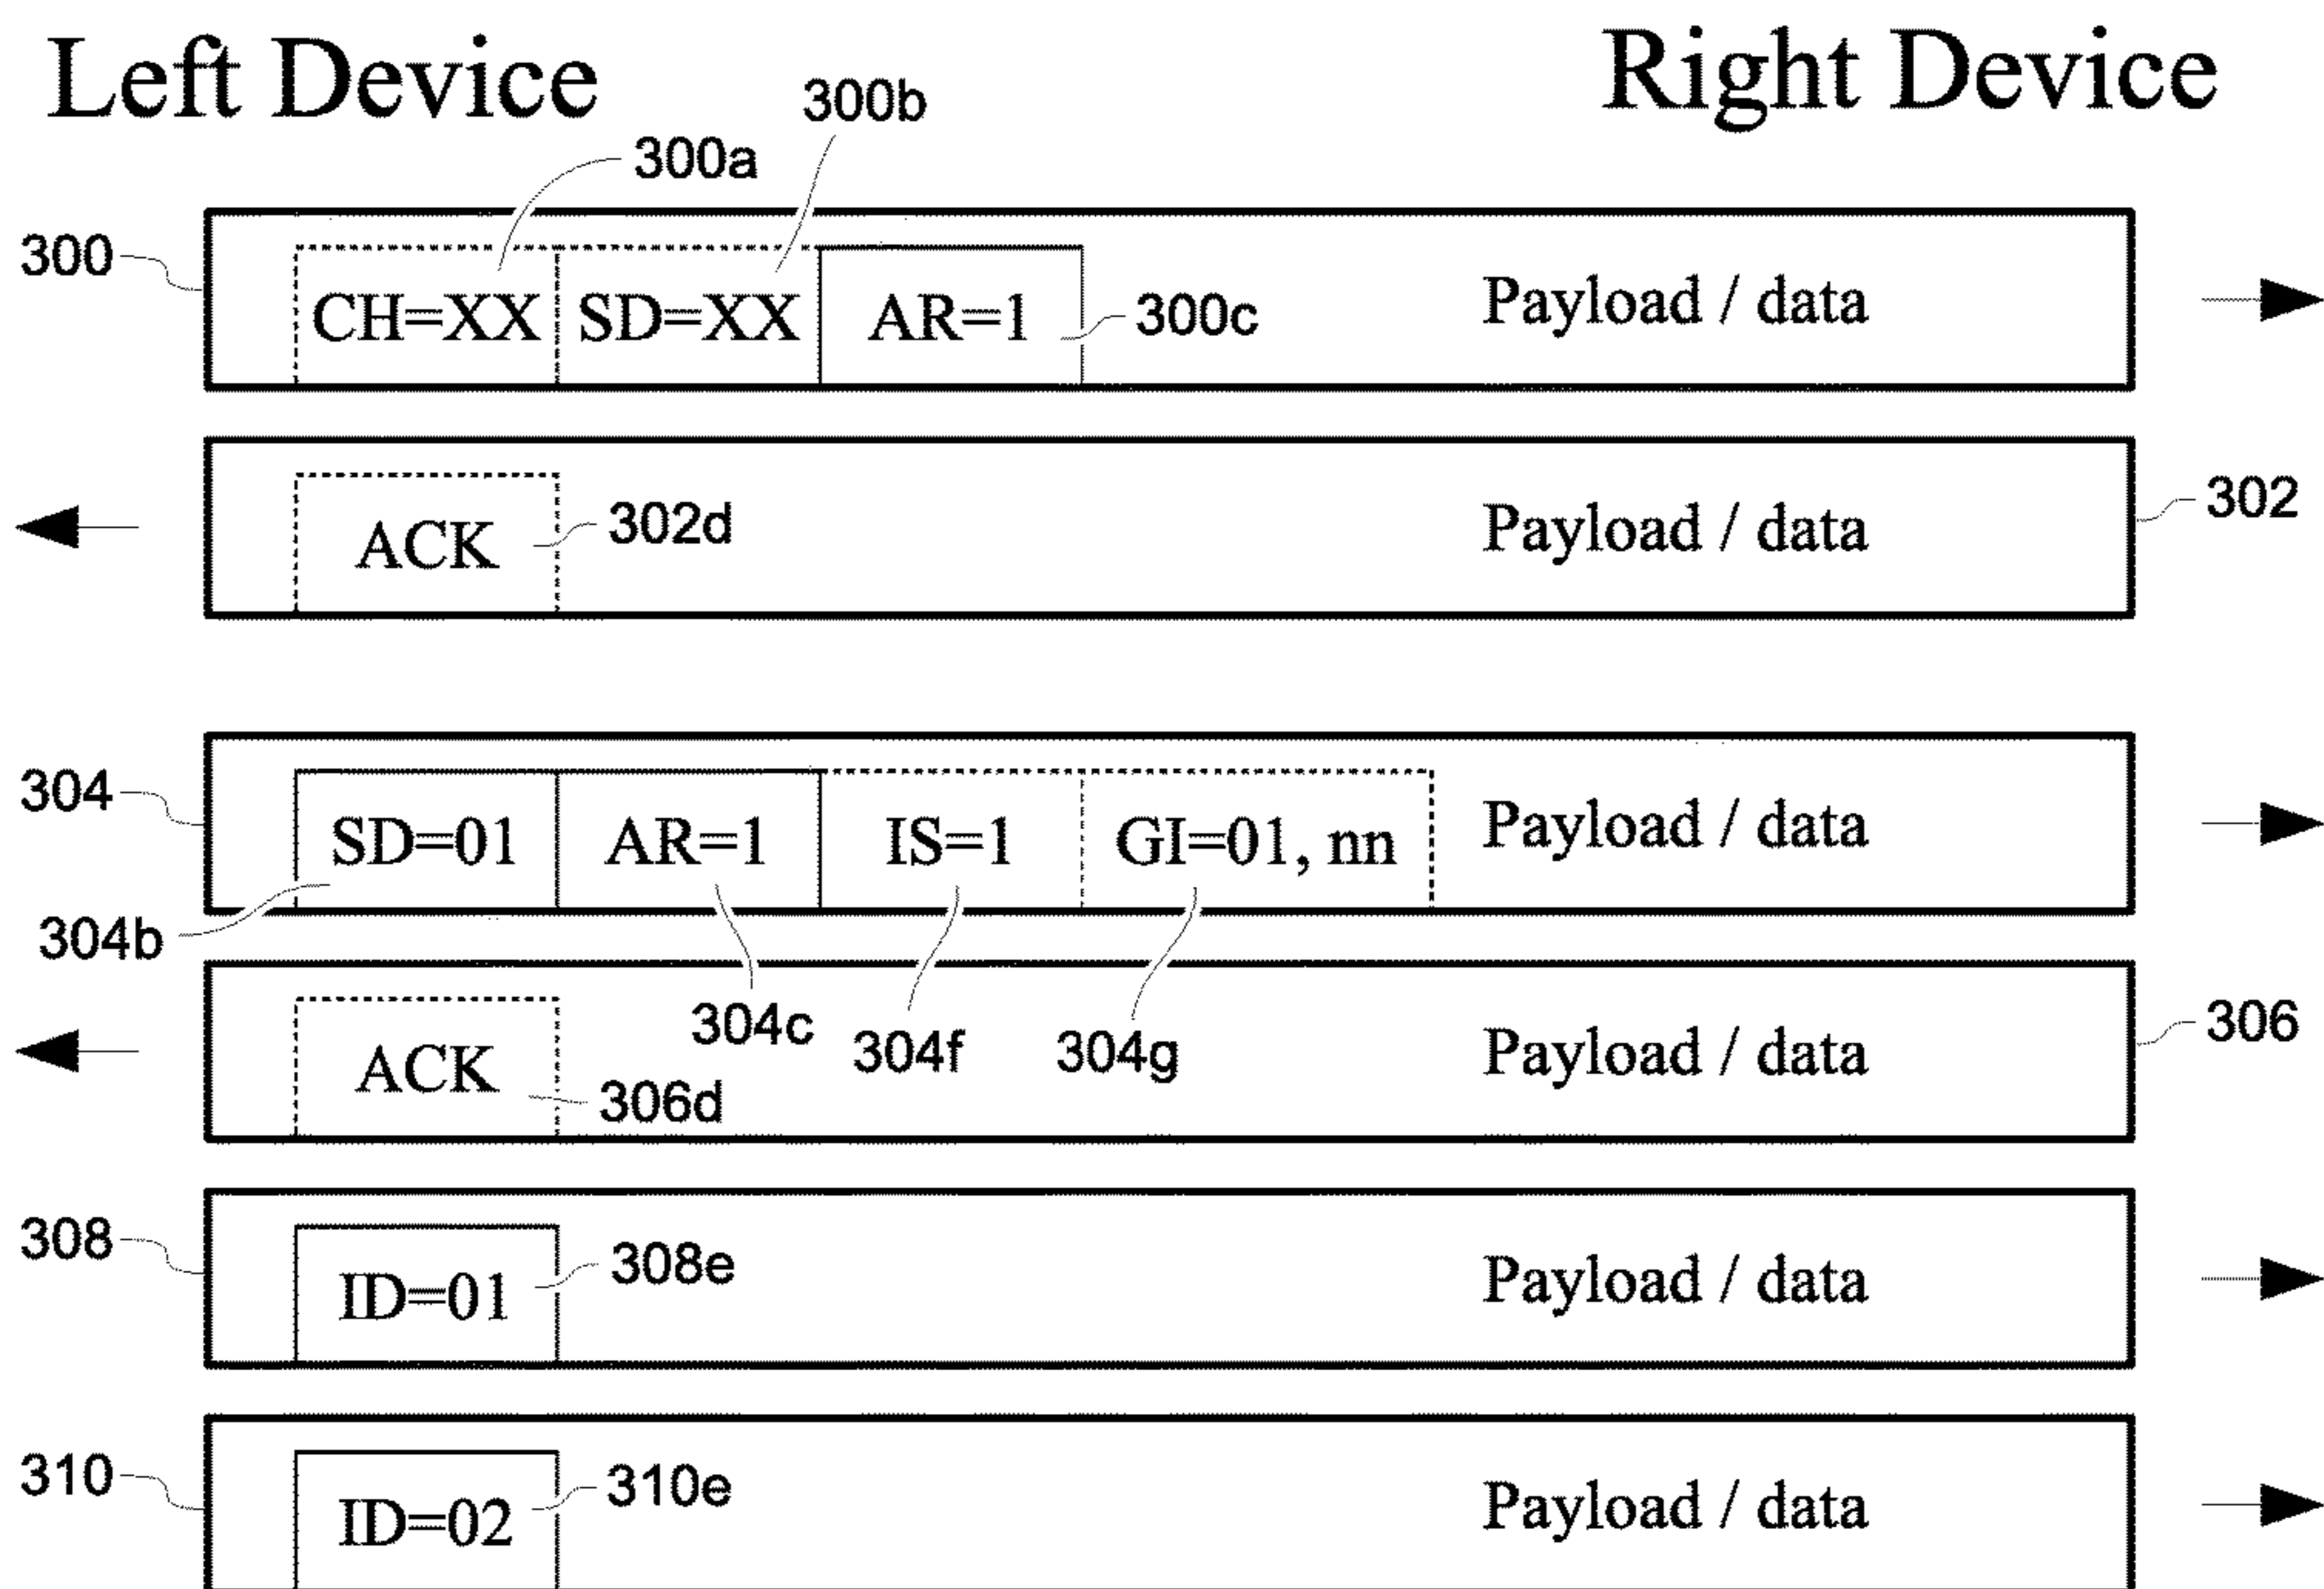 Left Device Right Device
300b
300a
300 CH=XX SD=XX AR=1 300c Payload / data
ACK 302d Payload / data 302
304 SD=01 AR=1 IS=1 GI=01, nn Payload / data
304b
304c 304f 304g
ACK 306d Payload / data 306
308 ID=01 308e Payload / data
310 ID=02 310e Payload / data